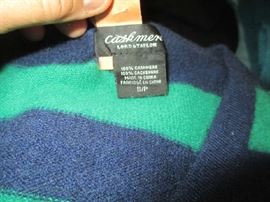 cashmere
LORD & TAYLOR
100% CASHMERE
100% CACHEMIRE
MADE IN CHINA
FABRIQUÉ EN CHINE
S/P